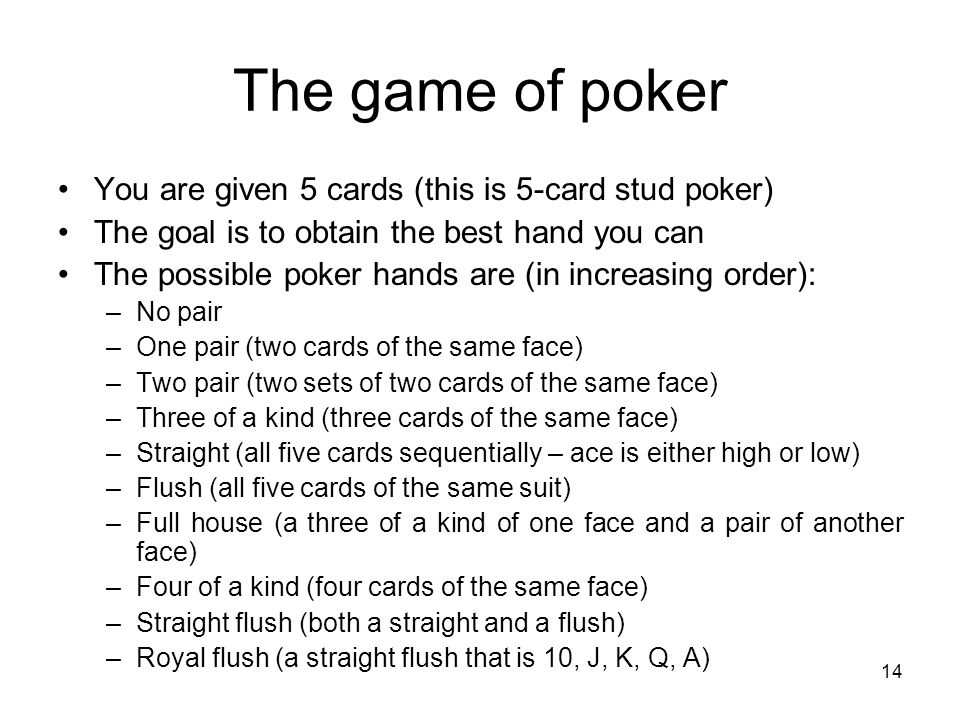 The game of poker
• You are given 5 cards (this is 5-card stud poker)
• The goal is to obtain the best hand you can
• The possible poker hands are (in increasing order):
– No pair
– One pair (two cards of the same face)
– Two pair (two sets of two cards of the same face)
– Three of a kind (three cards of the same face)
– Straight (all five cards sequentially – ace is either high or low)
– Flush (all five cards of the same suit)
– Full house (a three of a kind of one face and a pair of another
face)
– Four of a kind (four cards of the same face)
– Straight flush (both a straight and a flush)
– Royal flush (a straight flush that is 10, J, K, Q, A)
14